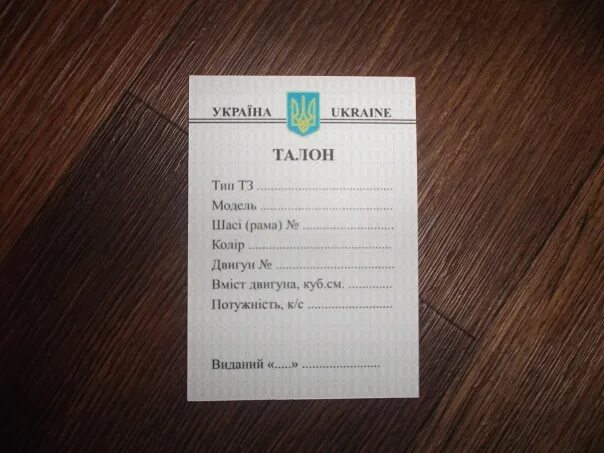 УКРАЇНА UKRAINE
ТАЛОН
Тип ТЗ ........................................
Модель .......................................
Шасі (рама) № ...........................
Колір ..........................................
Двигун № ...................................
Вміст двигуна, куб.см. ..............
Потужність, к/с .........................
Виданий «.....» .......................